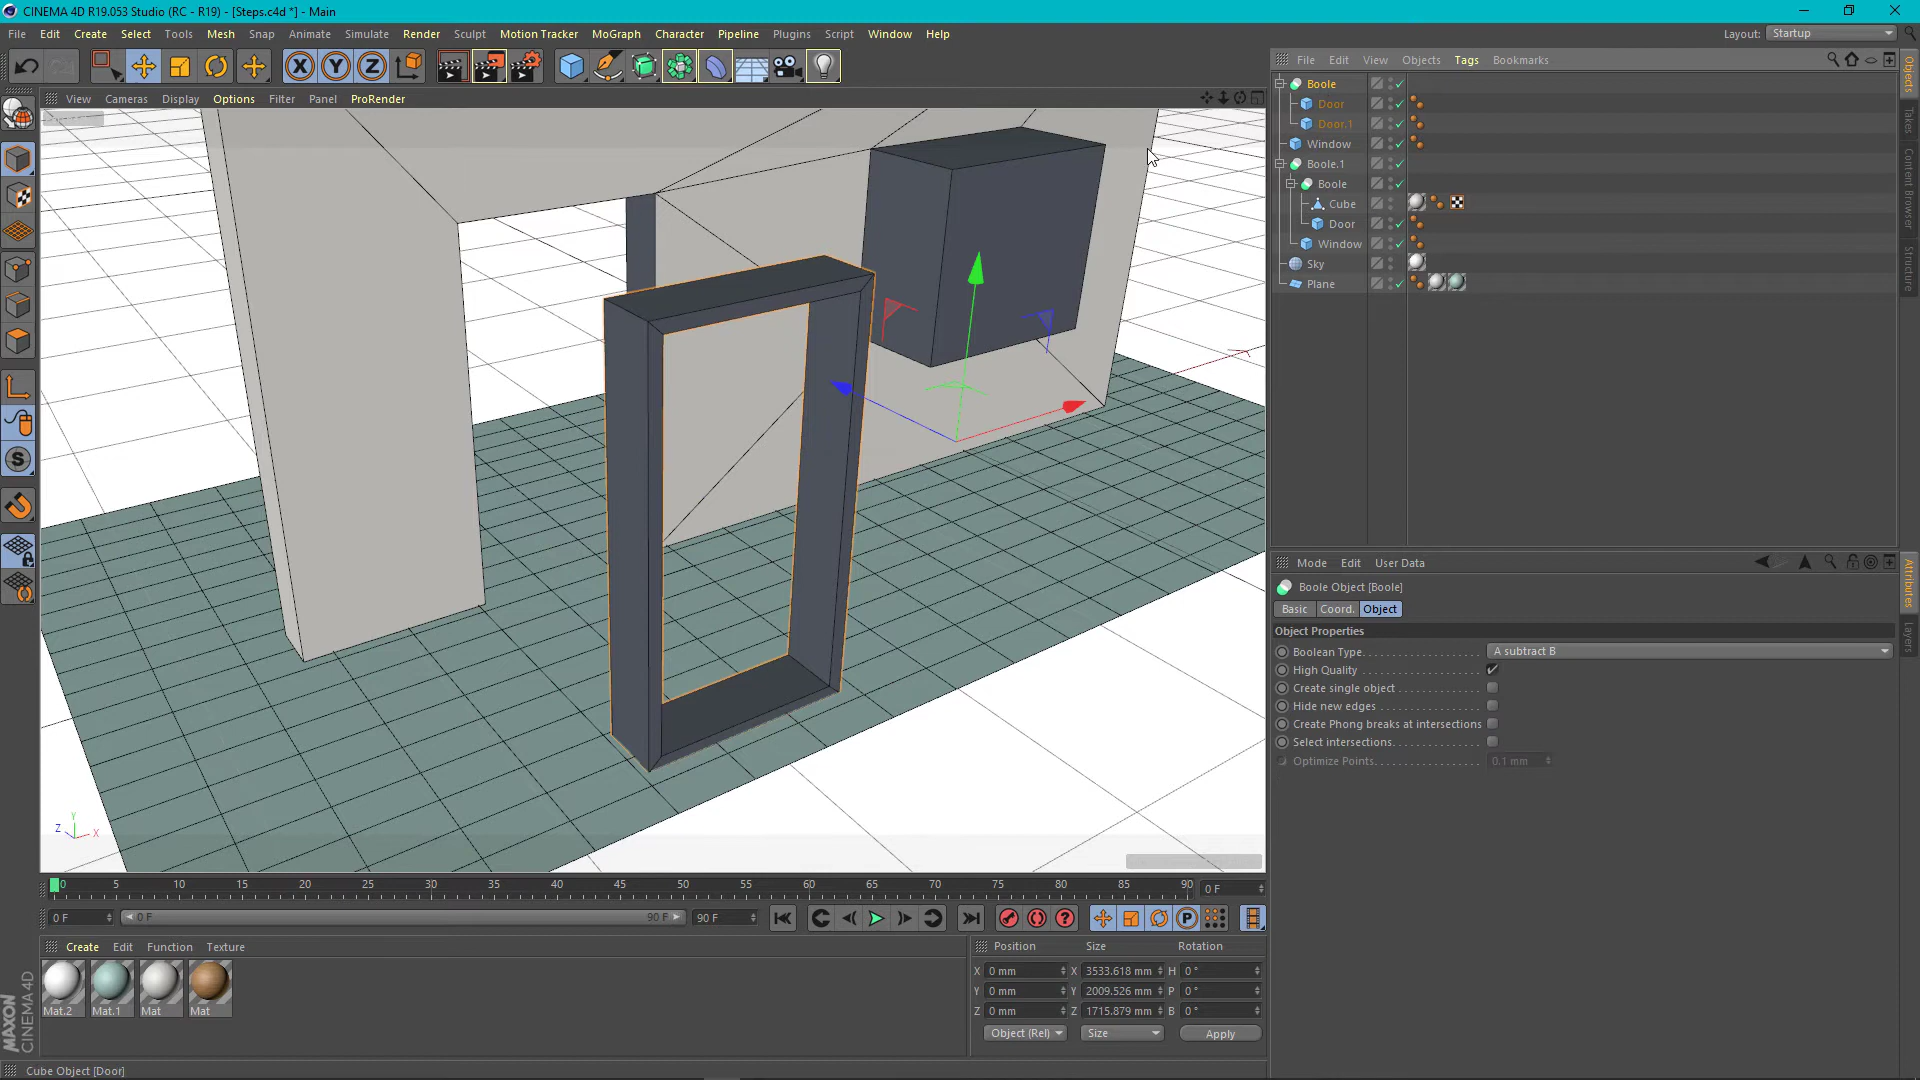 CINEMA 4D R19.053 Studio (RC - R19) - [Steps.c4d *] - Main
File Edit Create Select Tools Mesh Snap Animate Simulate Render Sculpt Motion Tracker MoGraph Character Pipeline Plugins Script Window Help
Layout: Startup
X Y Z
File Edit View Objects Tags Bookmarks
View Cameras Display Options Filter Panel ProRender
Boole
Door
Door.1
Window
Boole.1
Boole
Cube
Door
Window
Sky
Plane
Objects
Takes
Content Browser
Structure
Mode Edit User Data
Boole Object [Boole]
Basic Coord. Object
Object Properties
Boolean Type A subtract B
High Quality
Create single object
Hide new edges
Create Phong breaks at intersections
Select intersections
Optimize Points 0.1 mm
Attributes
Layers
Y
Z X
0 5 10 15 20 25 30 35 40 45 50 55 60 65 70 75 80 85 90 0 F
0 F 0 F 90 F 90 F
P
Create Edit Function Texture
Mat.2 Mat.1 Mat Mat
Position Size Rotation
X 0 mm X 3533.618 mm H 0 °
Y 0 mm Y 2009.526 mm P 0 °
Z 0 mm Z 1715.879 mm B 0 °
Object (Rel) Size Apply
MAXON
CINEMA 4D
Cube Object [Door]